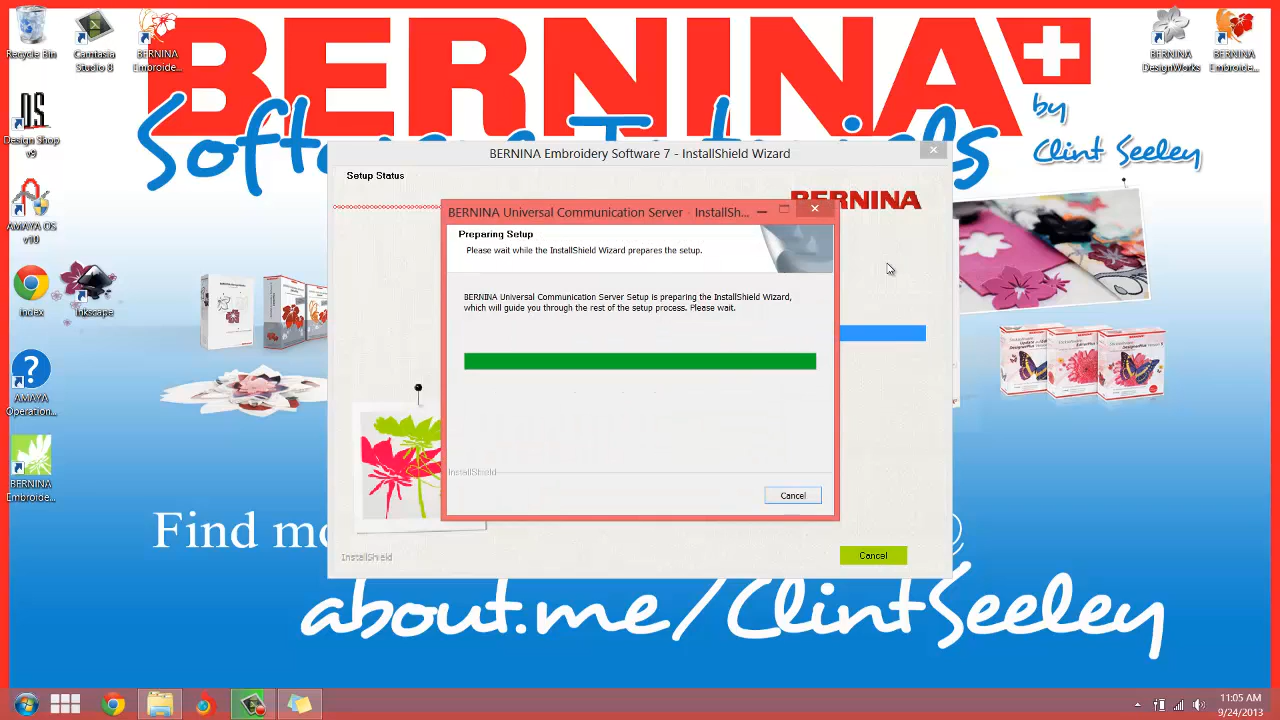 BERNINA+
by
Clint Seeley
Recycle Bin
Camtasia
Studio 8
BERNINA
Embroide...
BERNINA
DesignWorks
BERNINA
Embroide...
Design Shop
v9
AMAYA OS
v10
Index
Inkscape
AMAYA
Operation...
BERNINA
Embroide...
BERNINA Embroidery Software 7 - InstallShield Wizard
Setup Status
BERNINA
BERNINA Universal Communication Server - InstallSh...
Preparing Setup
Please wait while the InstallShield Wizard prepares the setup.
BERNINA Universal Communication Server Setup is preparing the InstallShield Wizard,
which will guide you through the rest of the setup process. Please wait.
InstallShield
Cancel
InstallShield
Cancel
Find mo
@
about.me/ClintSeeley
11:05 AM
9/24/2013